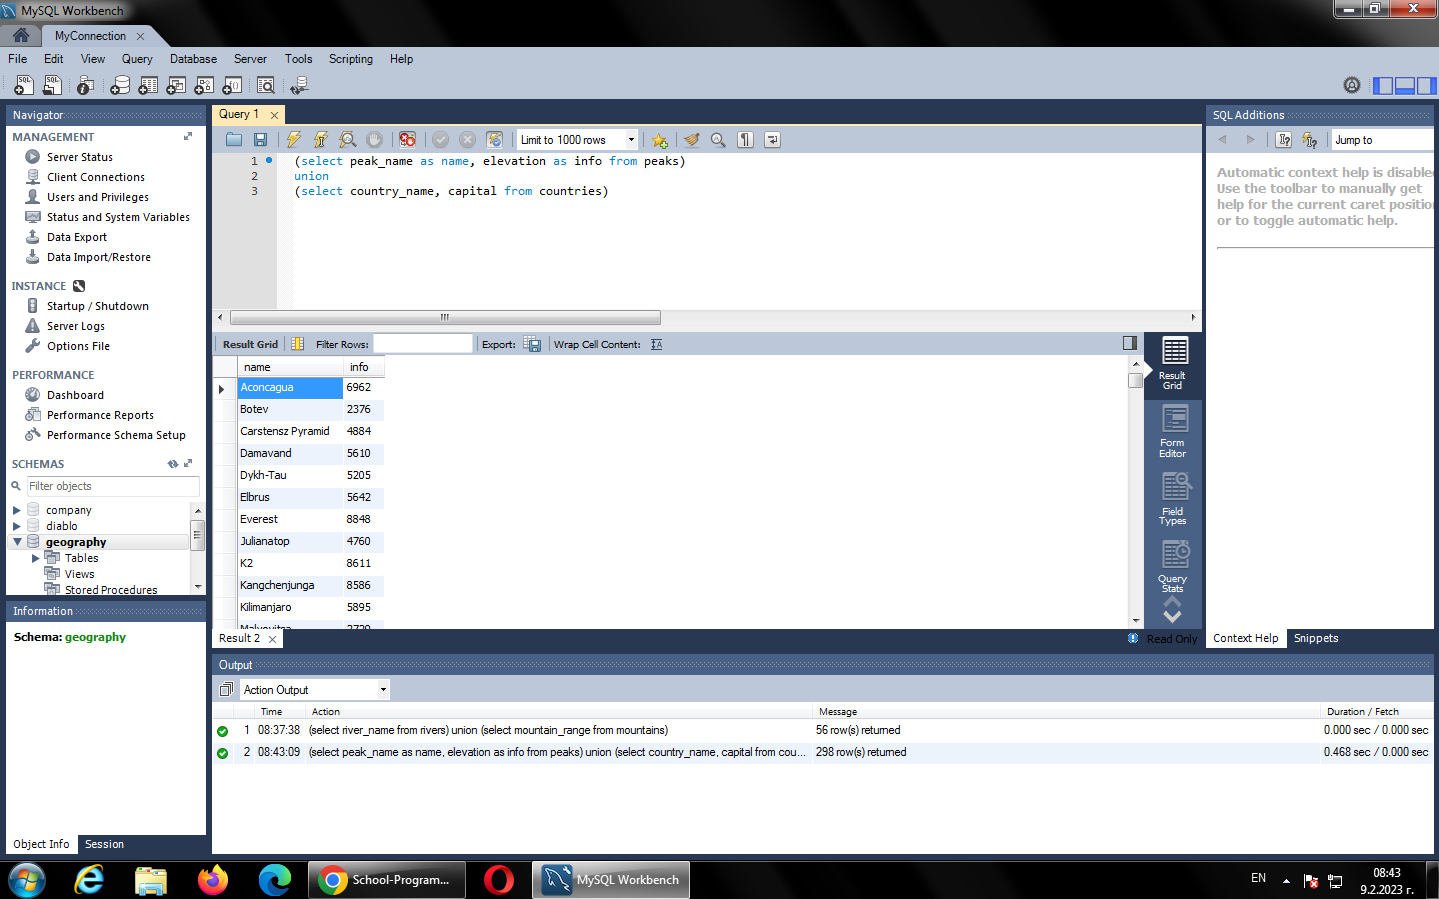 MySQL Workbench
MyConnection
File Edit View Query Database Server Tools Scripting Help
Navigator
MANAGEMENT
Server Status
Client Connections
Users and Privileges
Status and System Variables
Data Export
Data Import/Restore
INSTANCE
Startup / Shutdown
Server Logs
Options File
PERFORMANCE
Dashboard
Performance Reports
Performance Schema Setup
SCHEMAS
Filter objects
company
diablo
geography
Tables
Views
Stored Procedures
Information
Schema: geography
Object Info Session
Query 1
Limit to 1000 rows
1 (select peak_name as name, elevation as info from peaks)
2 union
3 (select country_name, capital from countries)
Result Grid Filter Rows: Export: Wrap Cell Content:
name info
Aconcagua 6962
Botev 2376
Carstensz Pyramid 4884
Damavand 5610
Dykh-Tau 5205
Elbrus 5642
Everest 8848
Julianatop 4760
K2 8611
Kangchenjunga 8586
Kilimanjaro 5895
Result
Grid
Form
Editor
Field
Types
Query
Stats
Result 2
Read Only
SQL Additions
Jump to
Automatic context help is disabled
Use the toolbar to manually get
help for the current caret position
or to toggle automatic help.
Context Help Snippets
Output
Action Output
Time Action Message Duration / Fetch
1 08:37:38 (select river_name from rivers) union (select mountain_range from mountains) 56 row(s) returned 0.000 sec / 0.000 sec
2 08:43:09 (select peak_name as name, elevation as info from peaks) union (select country_name, capital from cou... 298 row(s) returned 0.468 sec / 0.000 sec
School-Program...
MySQL Workbench
EN
08:43
9.2.2023 г.